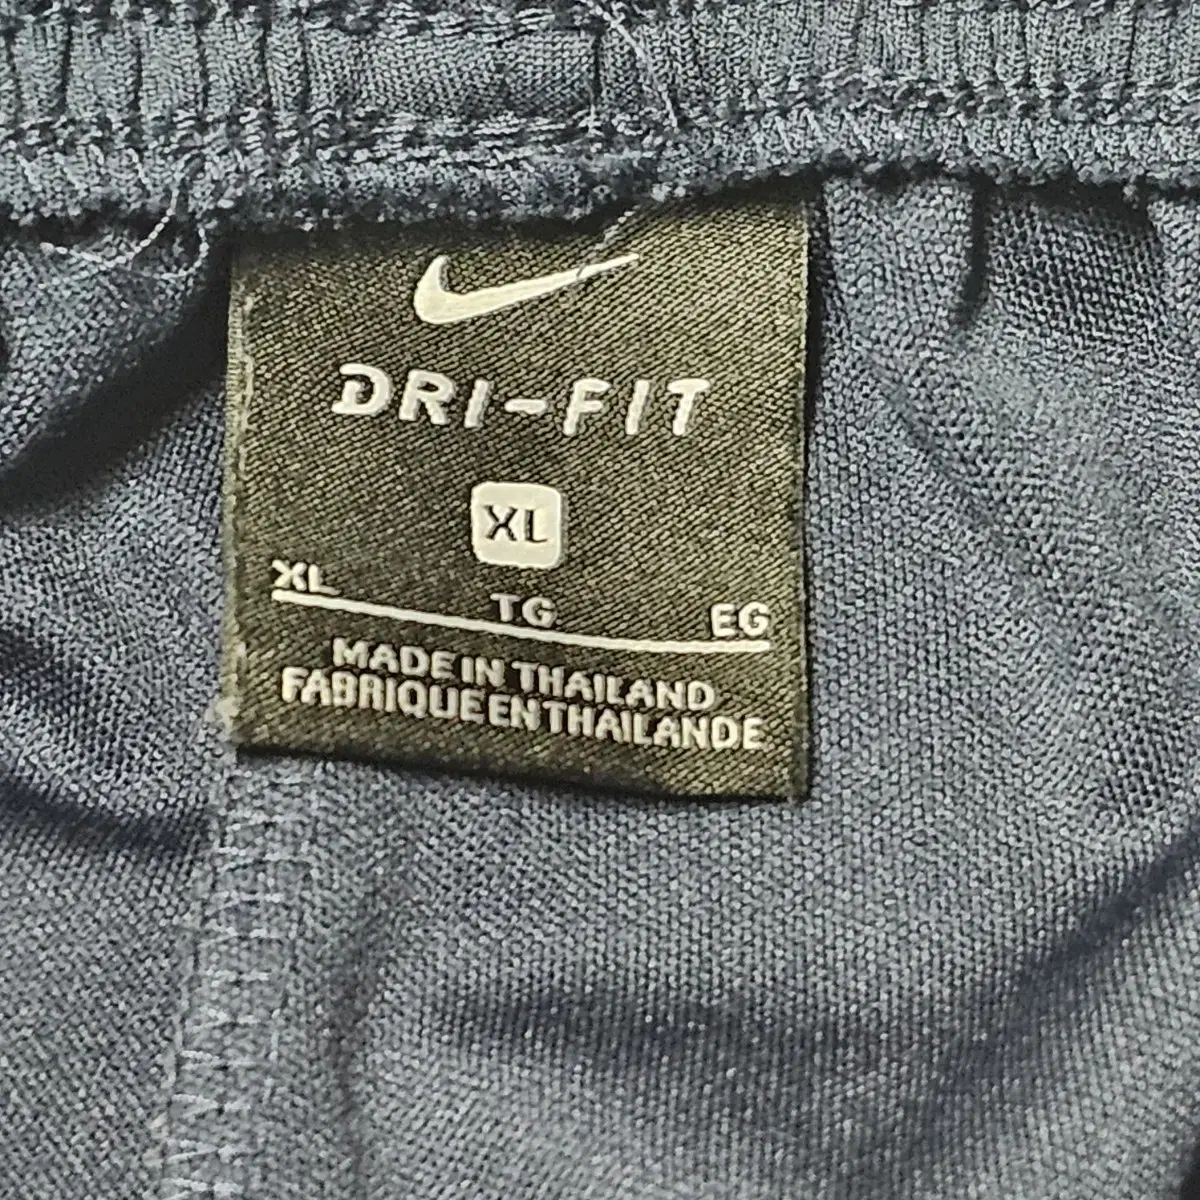 DRI-FIT
XL
XL TG EG
MADE IN THAILAND
FABRIQUE EN THAILANDE